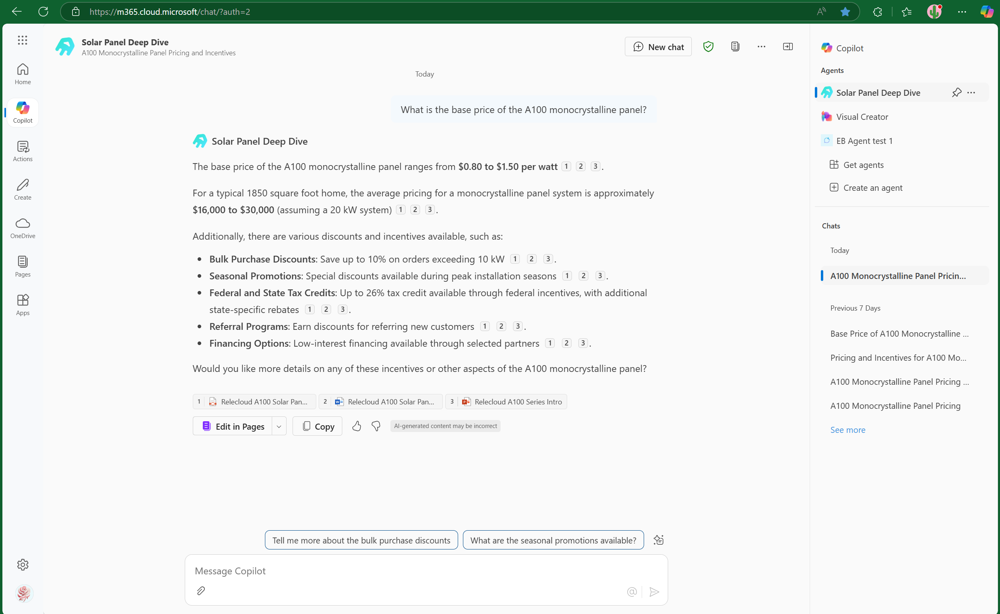 https://m365.cloud.microsoft/chat/?auth=2
Solar Panel Deep Dive
A100 Monocrystalline Panel Pricing and Incentives
New chat
Home
Copilot
Actions
Create
OneDrive
Pages
Apps
Today
What is the base price of the A100 monocrystalline panel?
Solar Panel Deep Dive
The base price of the A100 monocrystalline panel ranges from $0.80 to $1.50 per watt 1 2 3.
For a typical 1850 square foot home, the average pricing for a monocrystalline panel system is approximately
$16,000 to $30,000 (assuming a 20 kW system) 1 2 3.
Additionally, there are various discounts and incentives available, such as:
• Bulk Purchase Discounts: Save up to 10% on orders exceeding 10 kW 1 2 3.
• Seasonal Promotions: Special discounts available during peak installation seasons 1 2 3.
• Federal and State Tax Credits: Up to 26% tax credit available through federal incentives, with additional
state-specific rebates 1 2 3.
• Referral Programs: Earn discounts for referring new customers 1 2 3.
• Financing Options: Low-interest financing available through selected partners 1 2 3.
Would you like more details on any of these incentives or other aspects of the A100 monocrystalline panel?
1 Relecloud A100 Solar Pan... 2 Relecloud A100 Solar Pan... 3 Relecloud A100 Series Intro
Edit in Pages Copy AI-generated content may be incorrect
Tell me more about the bulk purchase discounts What are the seasonal promotions available?
Message Copilot
Copilot
Agents
Solar Panel Deep Dive
Visual Creator
EB Agent test 1
Get agents
Create an agent
Chats
Today
A100 Monocrystalline Panel Pricin...
Previous 7 Days
Base Price of A100 Monocrystalline ...
Pricing and Incentives for A100 Mo...
A100 Monocrystalline Panel Pricing ...
A100 Monocrystalline Panel Pricing
See more